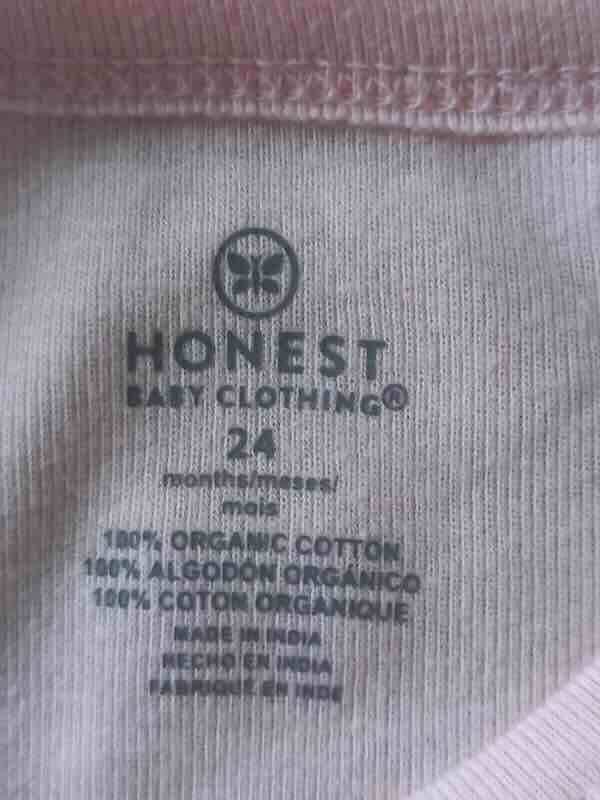 HONEST
BABY CLOTHING®
24
months/meses/
mois
100% ORGANIC COTTON
100% ALGODÓN ORGÁNICO
100% COTON ORGANIQUE
MADE IN INDIA
HECHO EN INDIA
FABRIQUÉ EN INDE